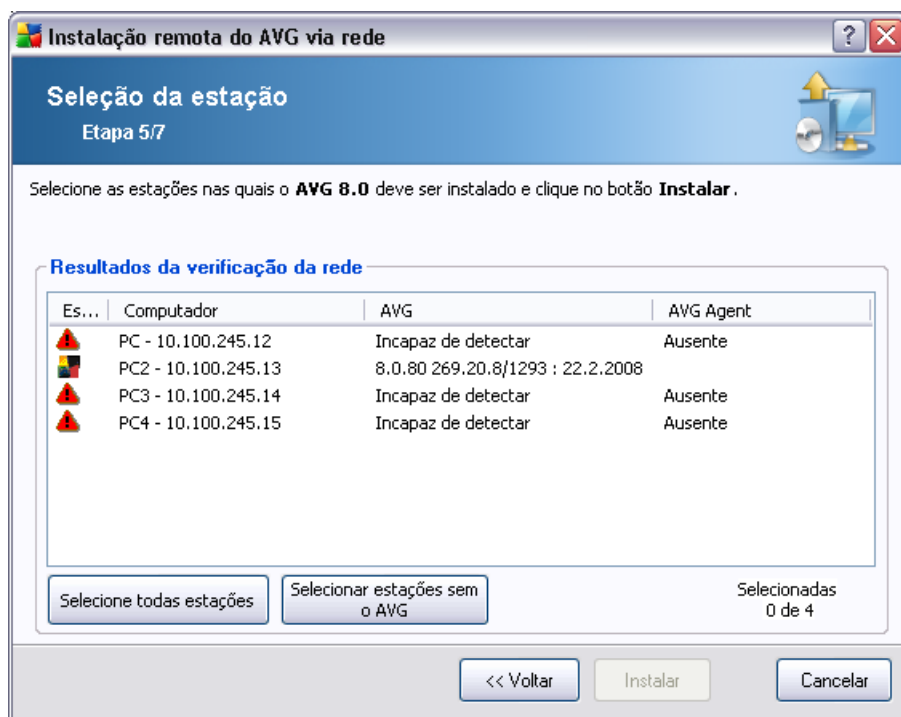 Instalação remota do AVG via rede
Seleção da estação
Etapa 5/7
Selecione as estações nas quais o AVG 8.0 deve ser instalado e clique no botão Instalar.
Resultados da verificação da rede
Es... Computador AVG AVG Agent
PC - 10.100.245.12 Incapaz de detectar Ausente
PC2 - 10.100.245.13 8.0.80 269.20.8/1293 : 22.2.2008
PC3 - 10.100.245.14 Incapaz de detectar Ausente
PC4 - 10.100.245.15 Incapaz de detectar Ausente
Selecione todas estações
Selecionar estações sem
o AVG
Selecionadas
0 de 4
<< Voltar
Instalar
Cancelar